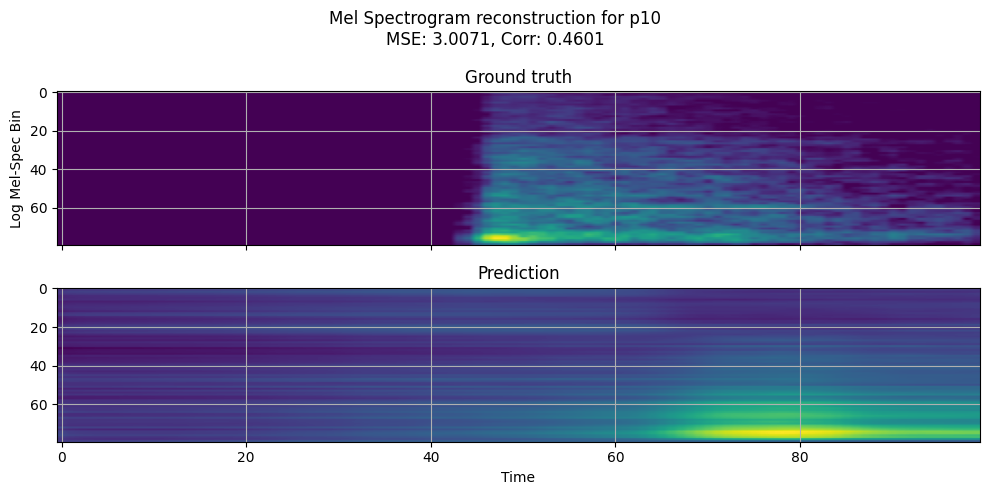 Mel Spectrogram reconstruction for p10
MSE: 3.0071, Corr: 0.4601
Ground truth
0
20
40
60
Log Mel-Spec Bin
Prediction
0
20
40
60
0 20 40 60 80
Time